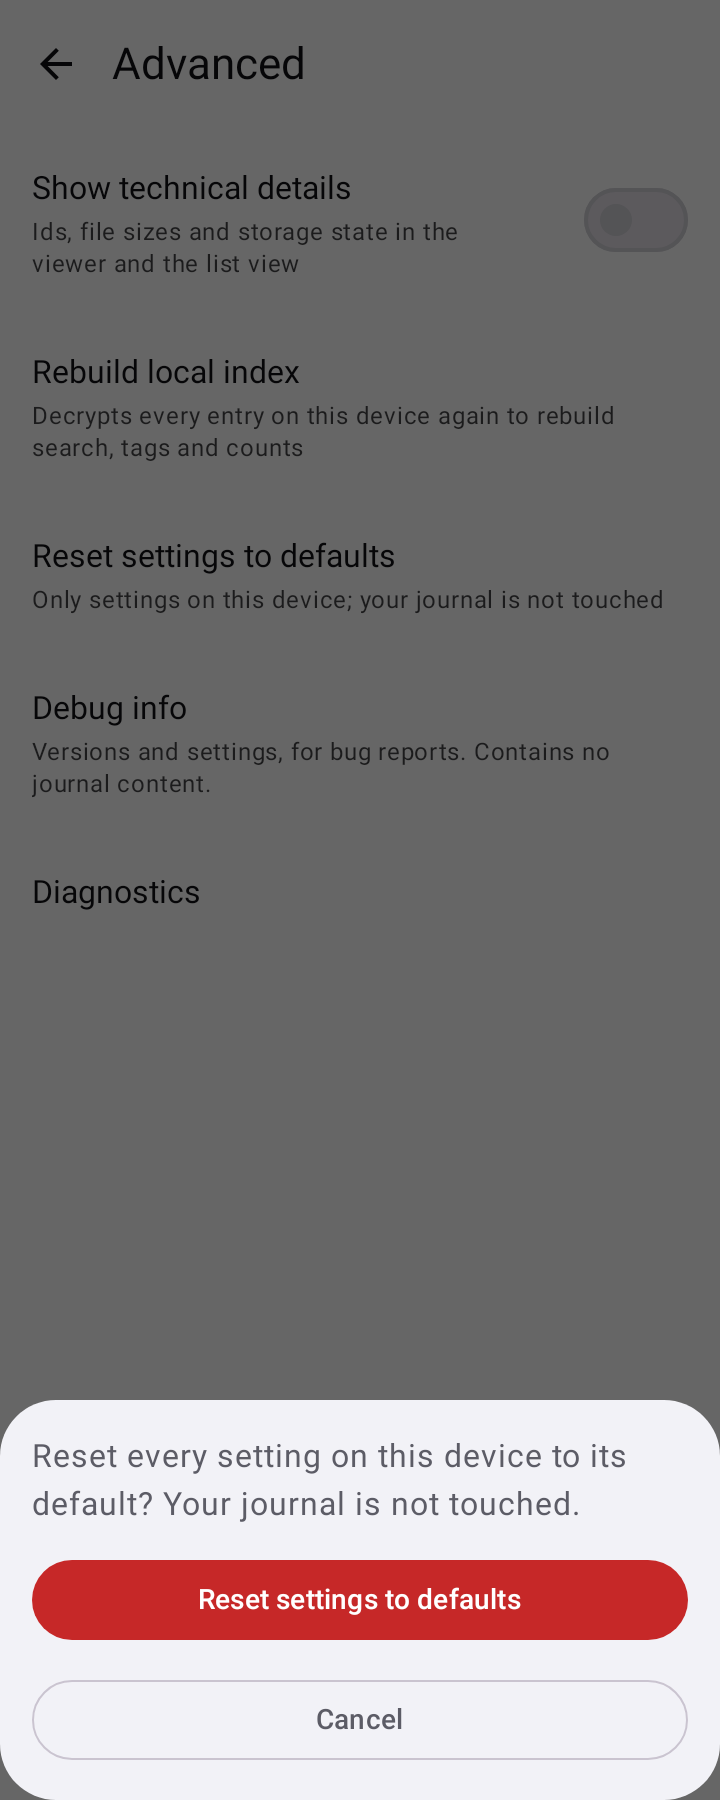 Advanced
Show technical details
Ids, file sizes and storage state in the
viewer and the list view
Rebuild local index
Decrypts every entry on this device again to rebuild
search, tags and counts
Reset settings to defaults
Only settings on this device; your journal is not touched
Debug info
Versions and settings, for bug reports. Contains no
journal content.
Diagnostics
Reset every setting on this device to its
default? Your journal is not touched.
Reset settings to defaults
Cancel